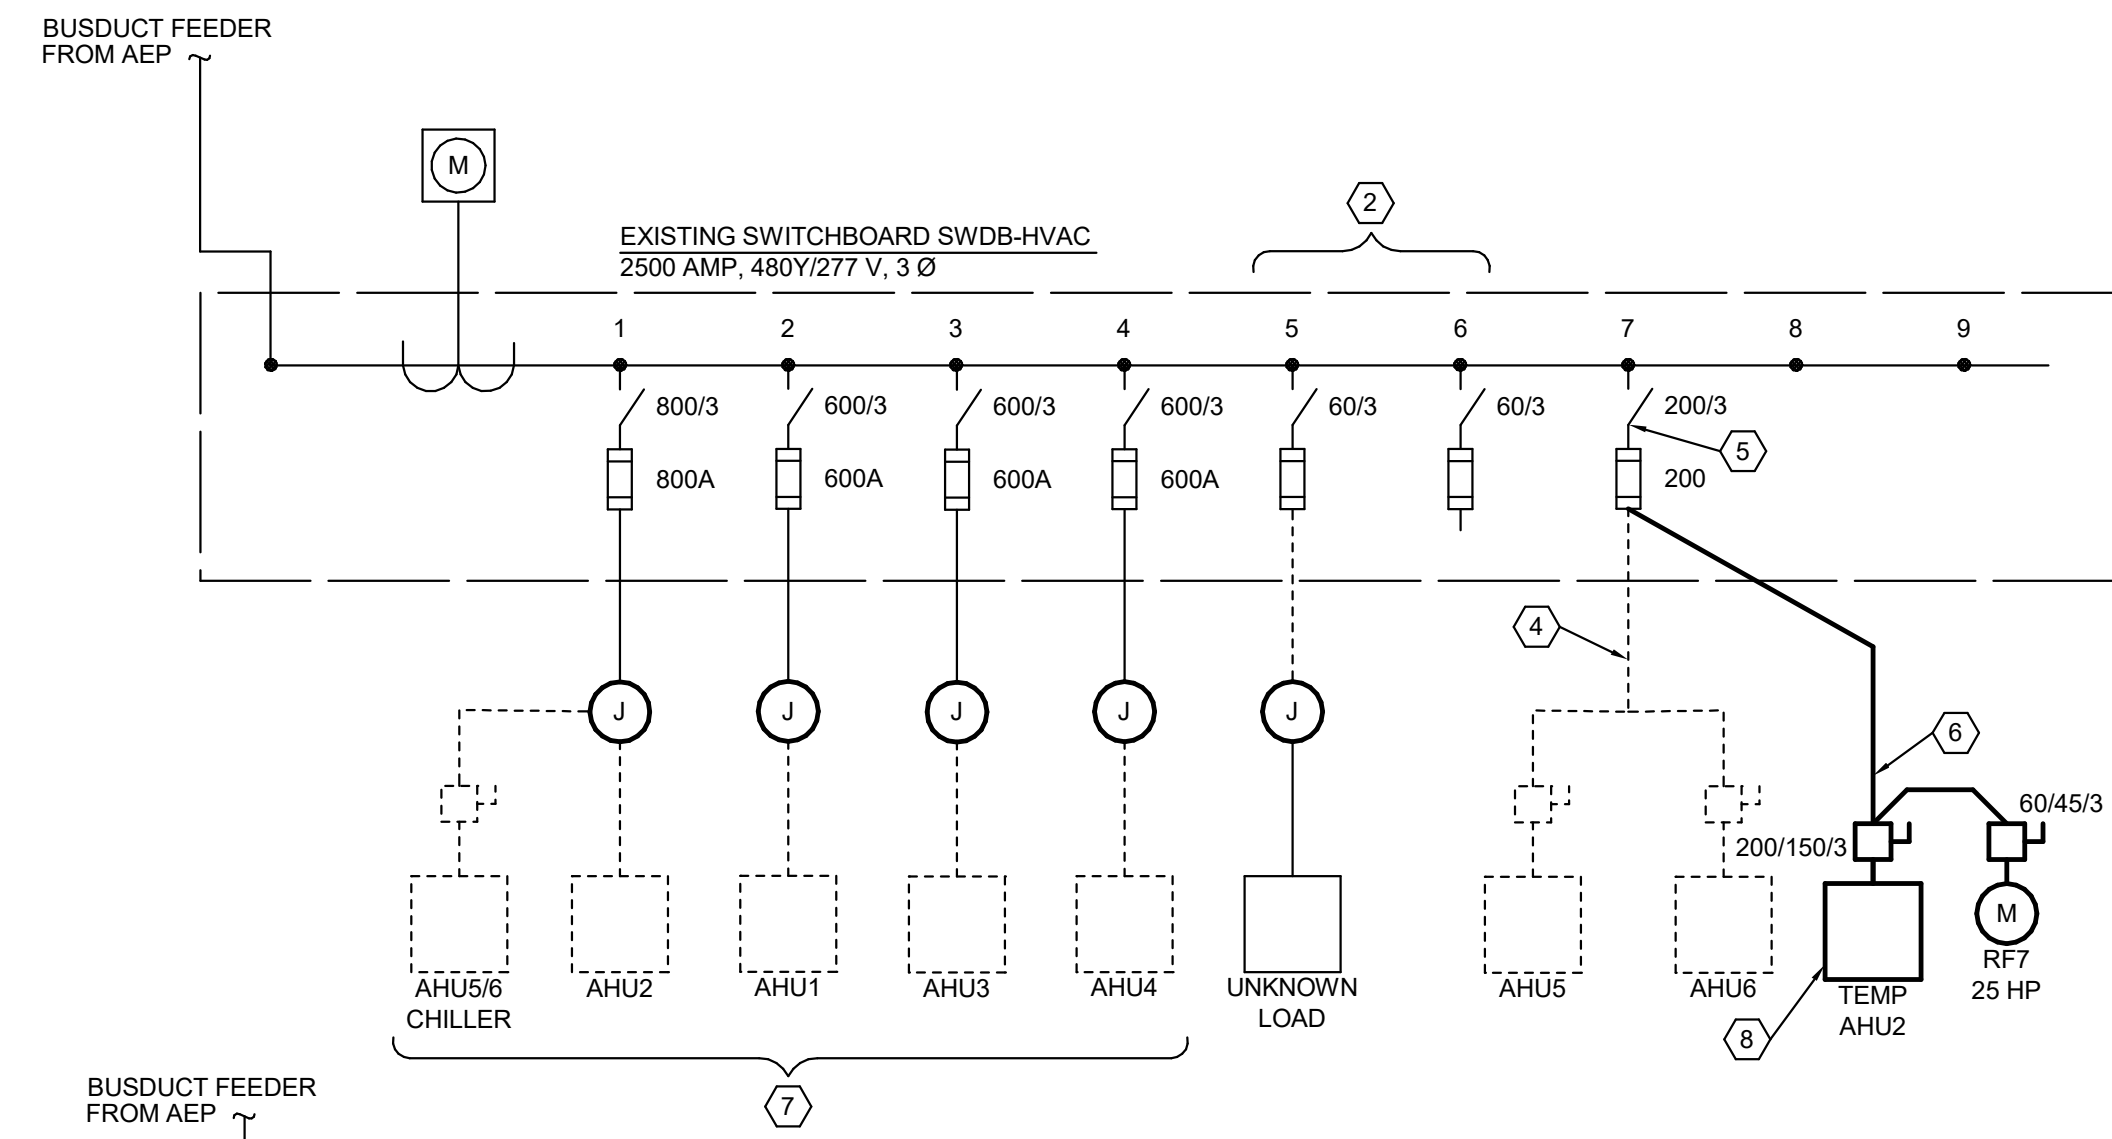 BUSDUCT FEEDER
FROM AEP
M
2
EXISTING SWITCHBOARD SWDB-HVAC
2500 AMP, 480Y/277 V, 3 Ø
1 2 3 4 5 6 7 8 9
800/3 600/3 600/3 600/3 60/3 60/3 200/3
5
800A 600A 600A 600A 200
4
J J J J J
6
60/45/3
200/150/3
M
AHU5/6
CHILLER
AHU2
AHU1
AHU3
AHU4
UNKNOWN
LOAD
AHU5
AHU6
TEMP
AHU2
RF7
25 HP
8
7
BUSDUCT FEEDER
FROM AEP